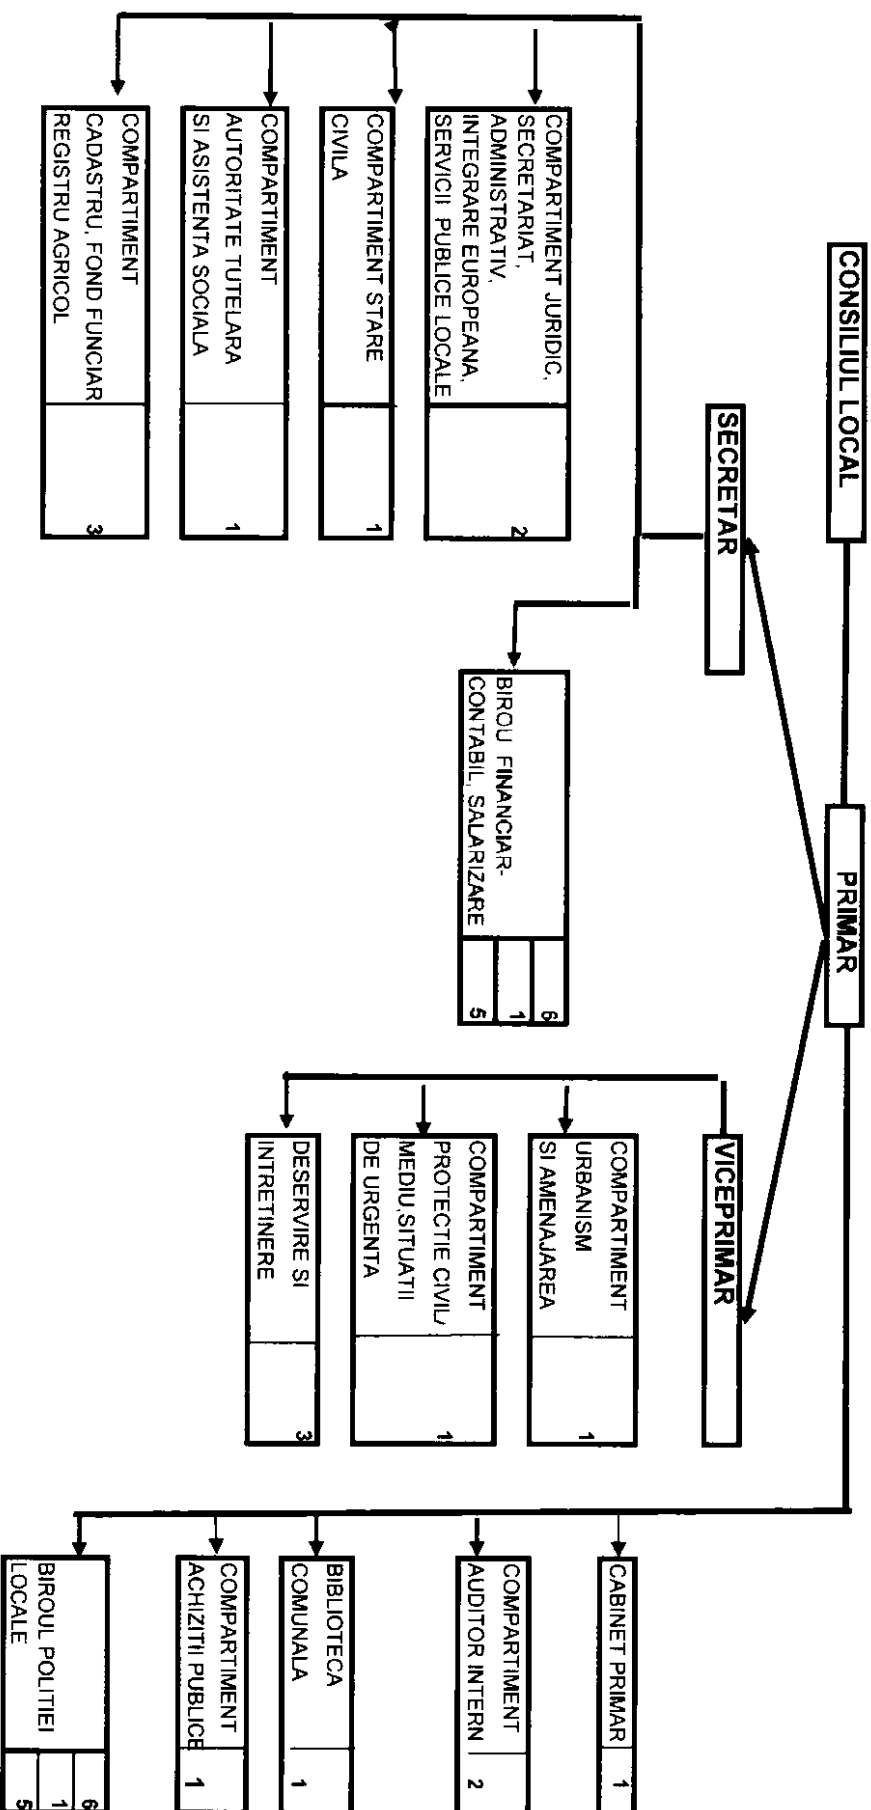 CONSILIUL LOCAL
PRIMAR
SECRETAR
VICEPRIMAR
COMPARTIMENT JURIDIC,
SECRETARIAT,
ADMINISTRATIV,
INTEGRARE EUROPEANA,
SERVICII PUBLICE LOCALE
2
COMPARTIMENT STARE
CIVILA
1
COMPARTIMENT
AUTORITATE TUTELARA
SI ASISTENTA SOCIALA
1
COMPARTIMENT
CADASTRU, FOND FUNCIAR
REGISTRU AGRICOL
3
BIROU FINANCIAR-
CONTABIL, SALARIZARE
6
1
5
COMPARTIMENT
URBANISM
SI AMENAJAREA
1
COMPARTIMENT
PROTECTIE CIVILA
MEDIU,SITUATII
DE URGENTA
1
DESERVIRE SI
INTRETINERE
3
CABINET PRIMAR
1
COMPARTIMENT
AUDITOR INTERN
2
BIBLIOTECA
COMUNALA
1
COMPARTIMENT
ACHIZITII PUBLICE
1
BIROUL POLITIEI
LOCALE
6
1
5